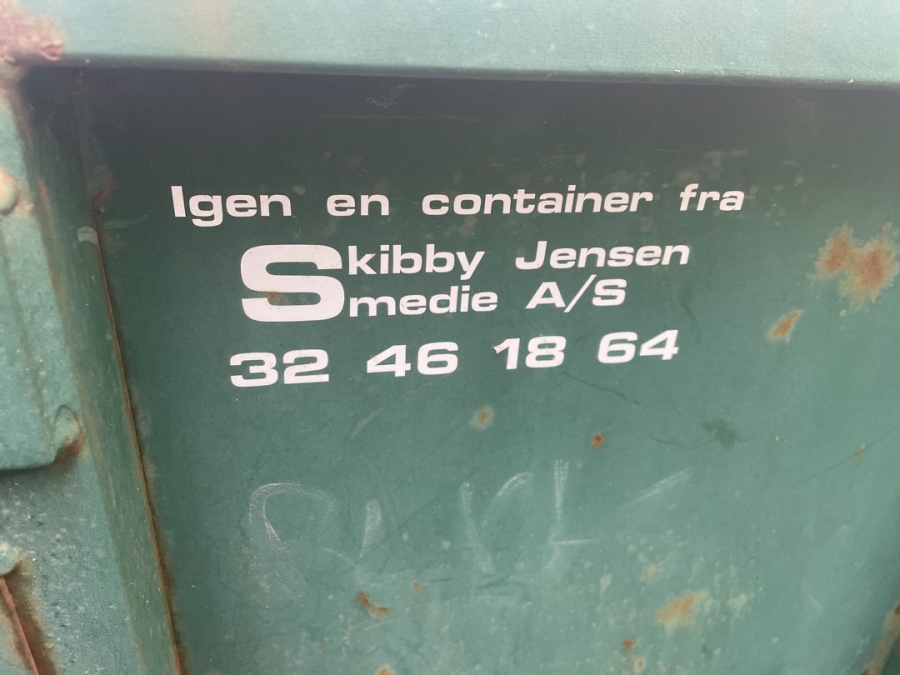 Igen en container fra
Skibby Jensen
Smedie A/S
32 46 18 64